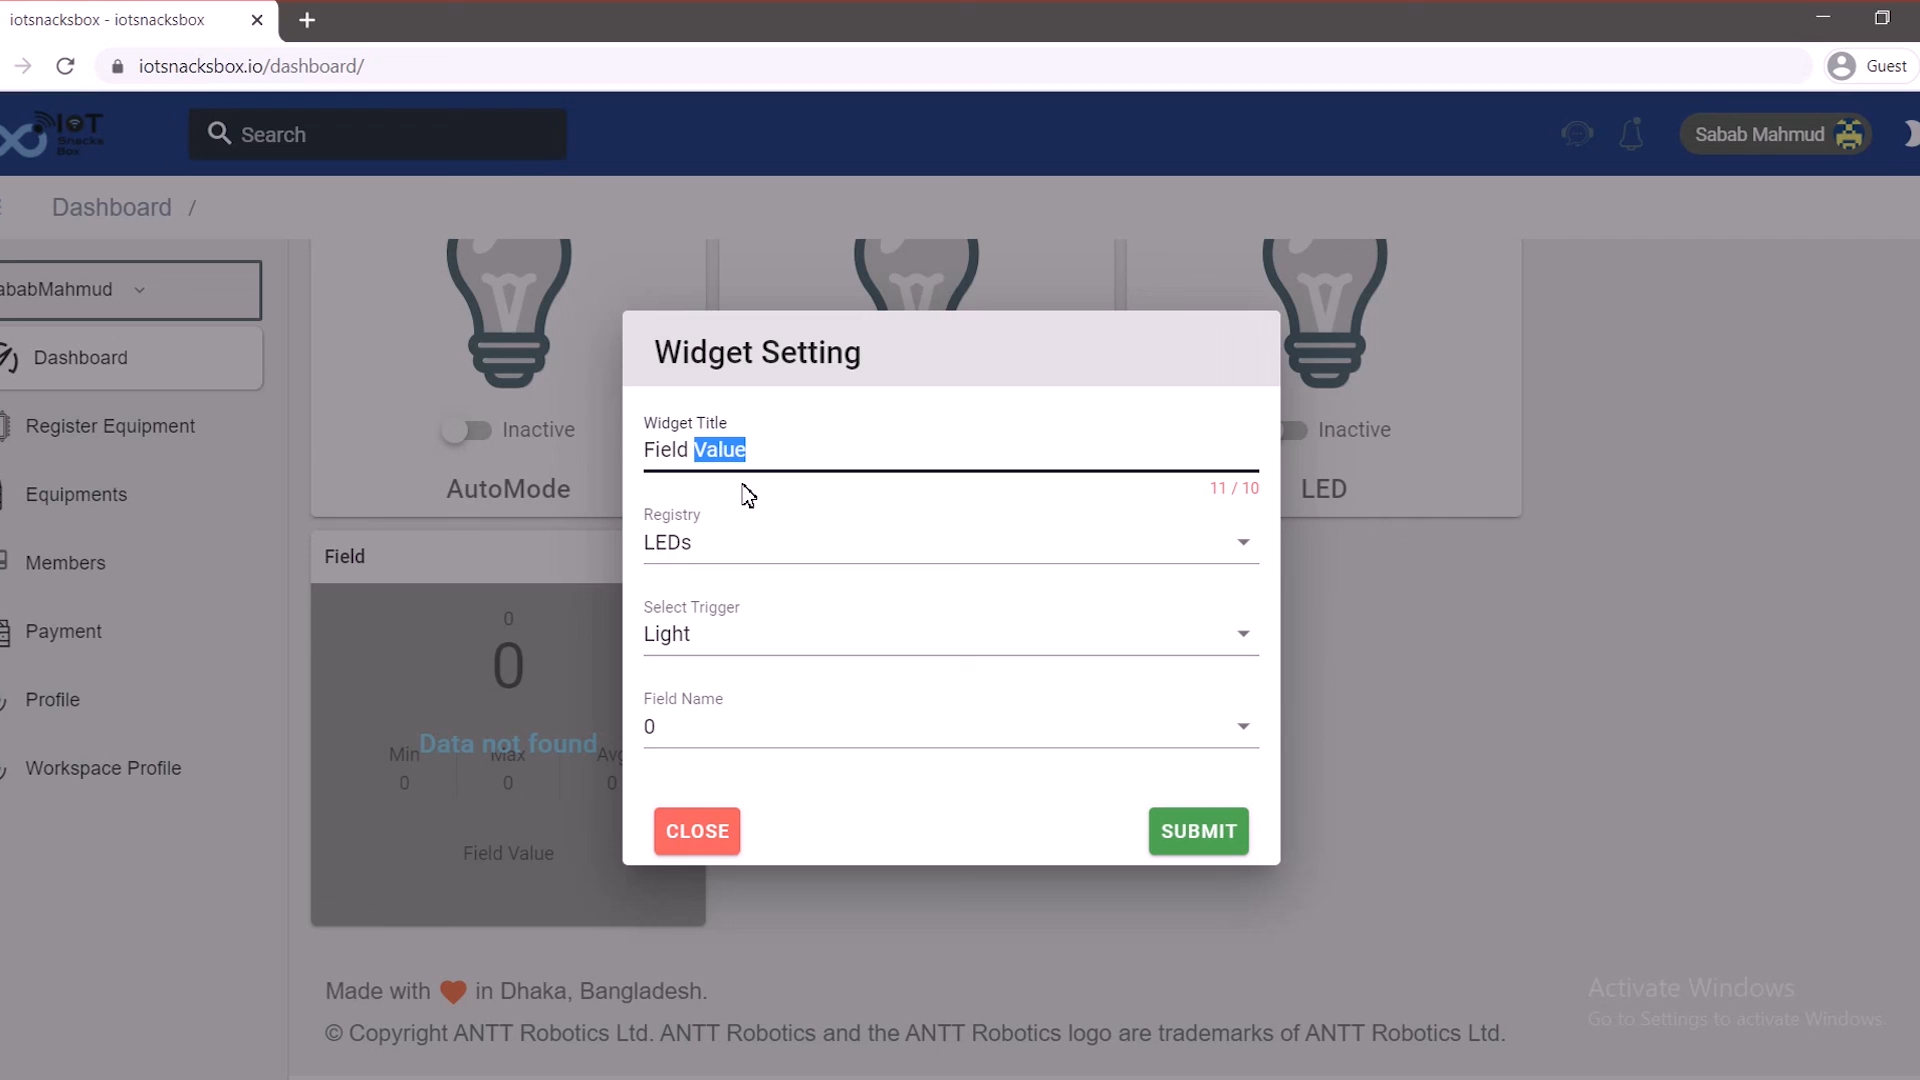 iotsnacksbox - iotsnacksbox
iotsnacksbox.io/dashboard/
Guest
IOT
Snacks
Box
Search
Sabab Mahmud
Dashboard /
ababMahmud
Dashboard
Register Equipment
Equipments
Members
Payment
Profile
Workspace Profile
Inactive
AutoMode
Inactive
LED
Field
0
0
Data not found
Min
Max
Avg
0
0
0
Field Value
Widget Setting
Widget Title
Field Value
11 / 10
Registry
LEDs
Select Trigger
Light
Field Name
0
CLOSE
SUBMIT
Made with in Dhaka, Bangladesh.
© Copyright ANTT Robotics Ltd. ANTT Robotics and the ANTT Robotics logo are trademarks of ANTT Robotics Ltd.
Activate Windows
Go to Settings to activate Windows.